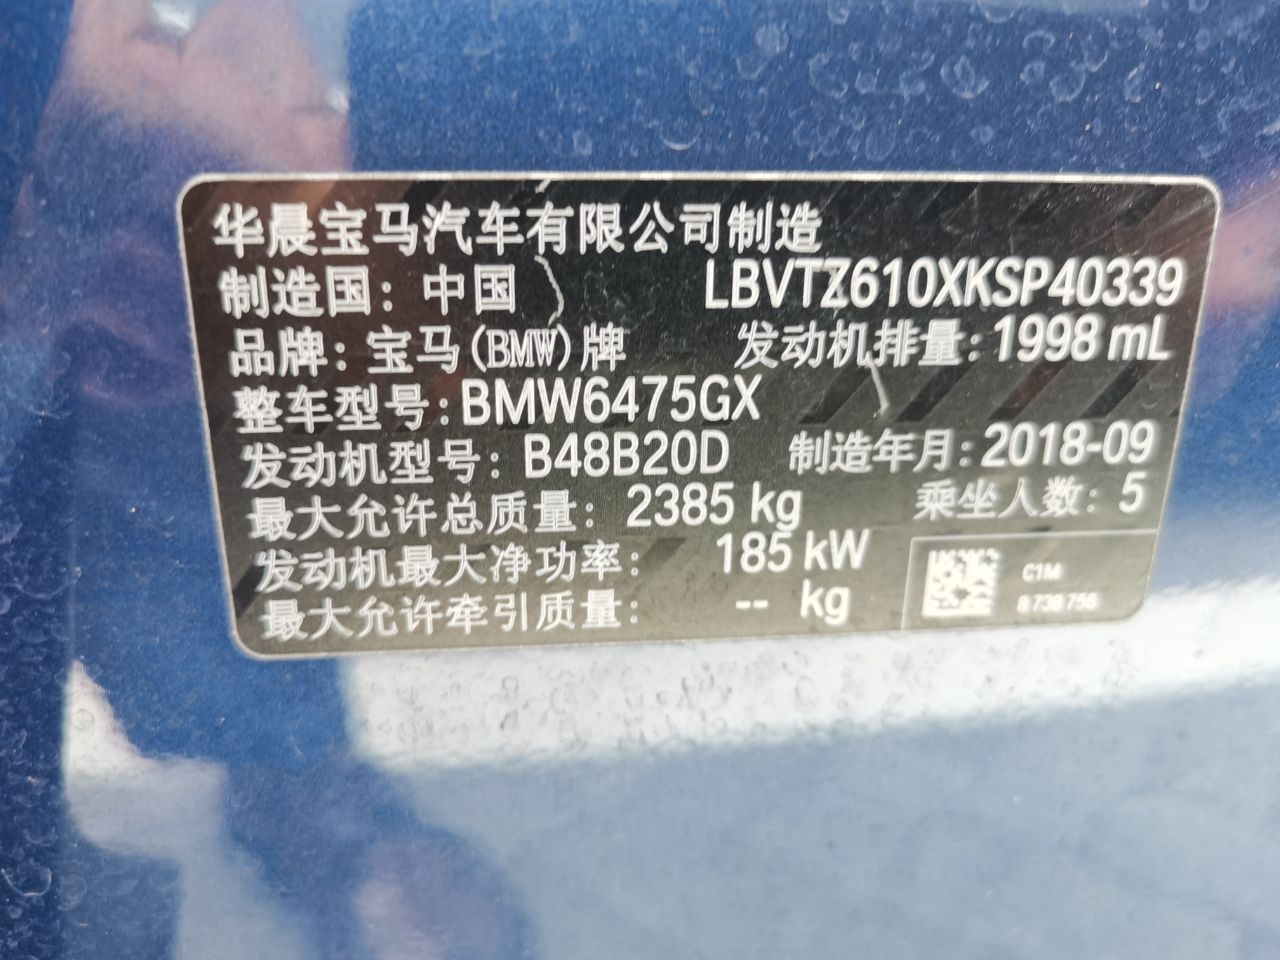 华晨宝马汽车有限公司制造
制造国：中国 LBVTZ610XKSP40339
品牌：宝马(BMW)牌 发动机排量：1998 mL
整车型号：BMW6475GX
发动机型号：B48B20D 制造年月：2018-09
最大允许总质量：2385 kg 乘坐人数：5
发动机最大净功率：185 kW
最大允许牵引质量：-- kg
C1M
8 738 756